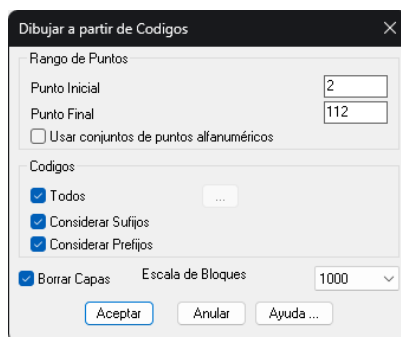 Dibujar a partir de Codigos
Rango de Puntos
Punto Inicial 2
Punto Final 112
Usar conjuntos de puntos alfanuméricos
Codigos
Todos ...
Considerar Sufijos
Considerar Prefijos
Borrar Capas Escala de Bloques 1000
Aceptar Anular Ayuda ...